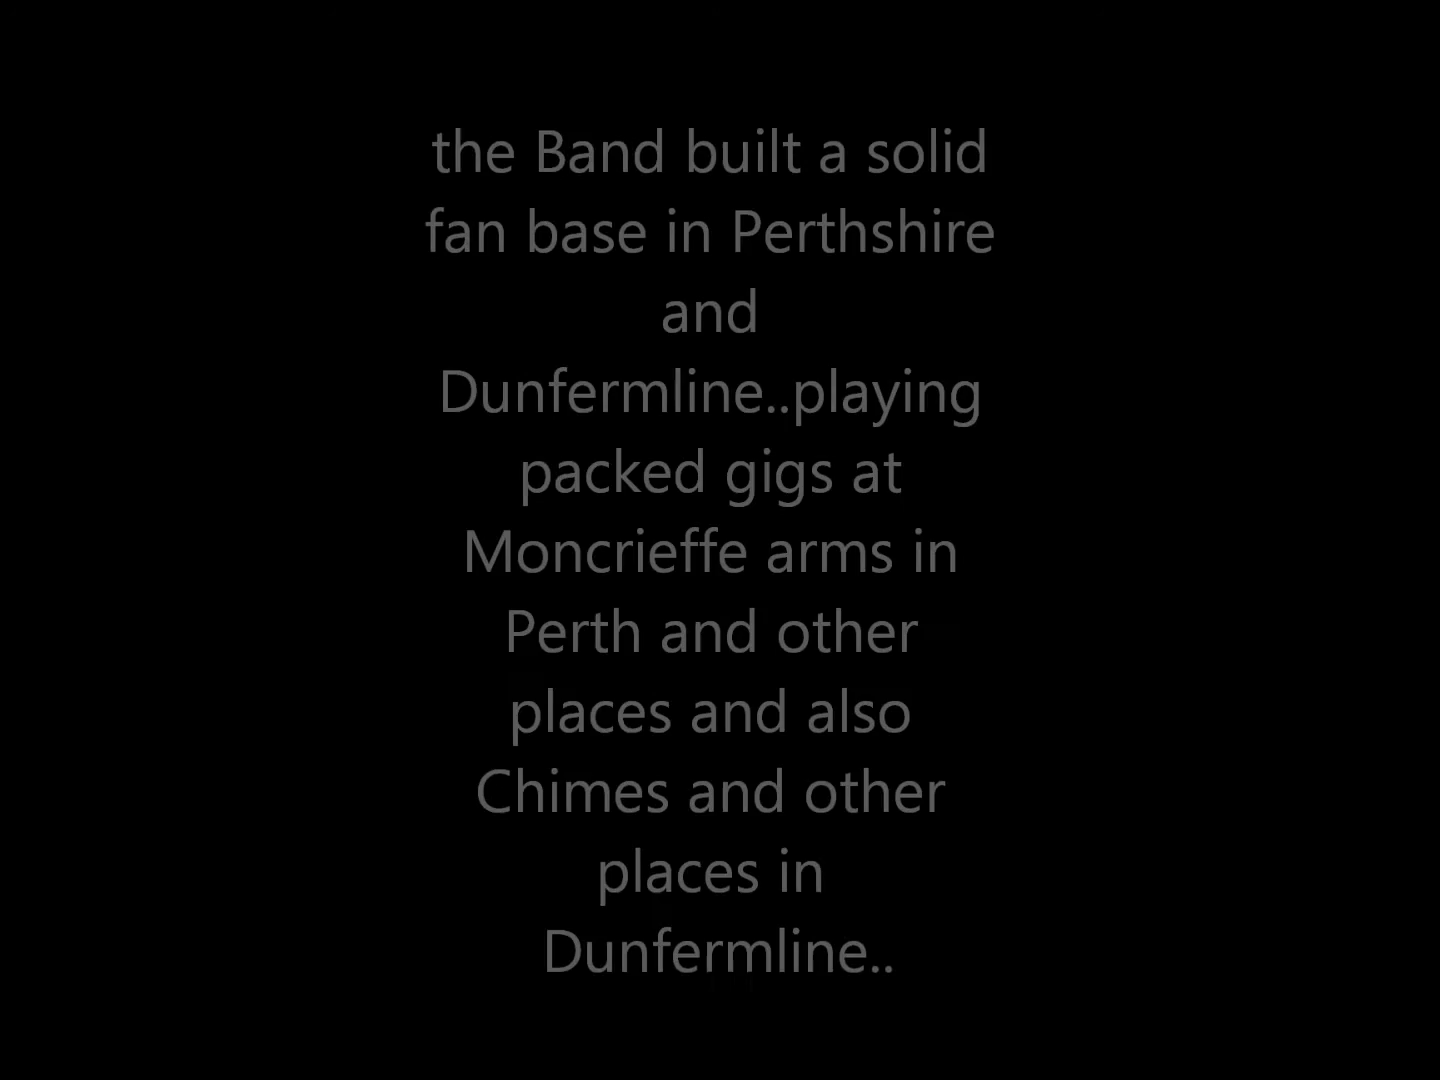 the Band built a solid
fan base in Perthshire
and
Dunfermline..playing
packed gigs at
Moncrieffe arms in
Perth and other
places and also
Chimes and other
places in
Dunfermline..